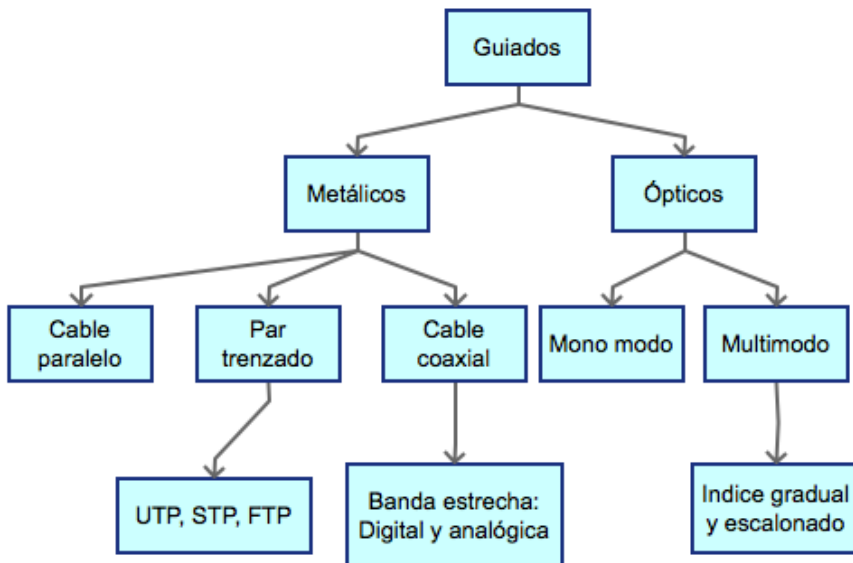 Guiados
Metálicos
Ópticos
Cable
paralelo
Par
trenzado
Cable
coaxial
Mono modo
Multimodo
UTP, STP, FTP
Banda estrecha:
Digital y analógica
Indice gradual
y escalonado